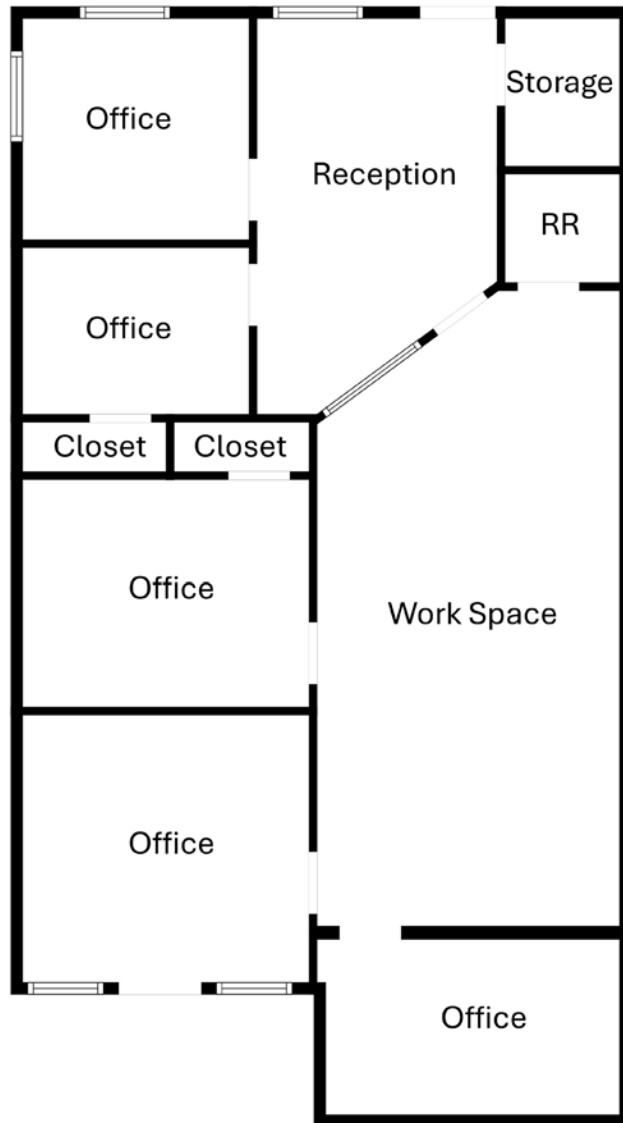 Storage
Office
Reception
RR
Office
Closet
Closet
Office
Work Space
Office
Office